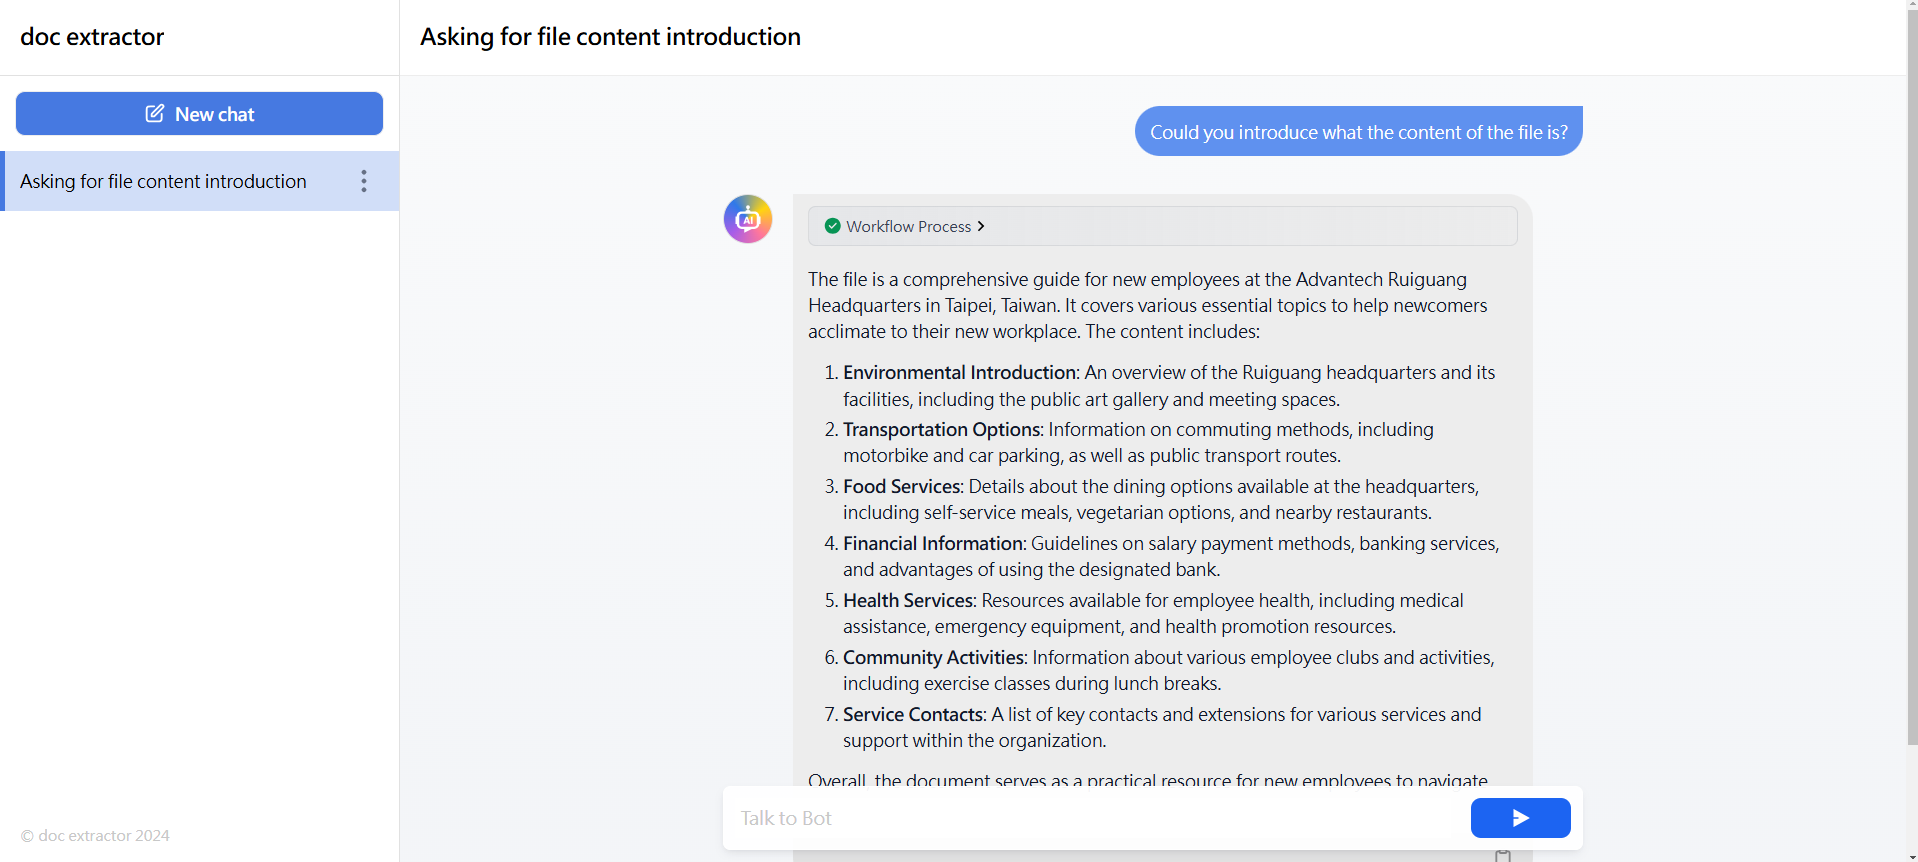 doc extractor
New chat
Asking for file content introduction
© doc extractor 2024
Asking for file content introduction
Could you introduce what the content of the file is?
AI
Workflow Process
The file is a comprehensive guide for new employees at the Advantech Ruiguang
Headquarters in Taipei, Taiwan. It covers various essential topics to help newcomers
acclimate to their new workplace. The content includes:
1. Environmental Introduction: An overview of the Ruiguang headquarters and its
facilities, including the public art gallery and meeting spaces.
2. Transportation Options: Information on commuting methods, including
motorbike and car parking, as well as public transport routes.
3. Food Services: Details about the dining options available at the headquarters,
including self-service meals, vegetarian options, and nearby restaurants.
4. Financial Information: Guidelines on salary payment methods, banking services,
and advantages of using the designated bank.
5. Health Services: Resources available for employee health, including medical
assistance, emergency equipment, and health promotion resources.
6. Community Activities: Information about various employee clubs and activities,
including exercise classes during lunch breaks.
7. Service Contacts: A list of key contacts and extensions for various services and
support within the organization.
Overall, the document serves as a practical resource for new employees to navigate
Talk to Bot